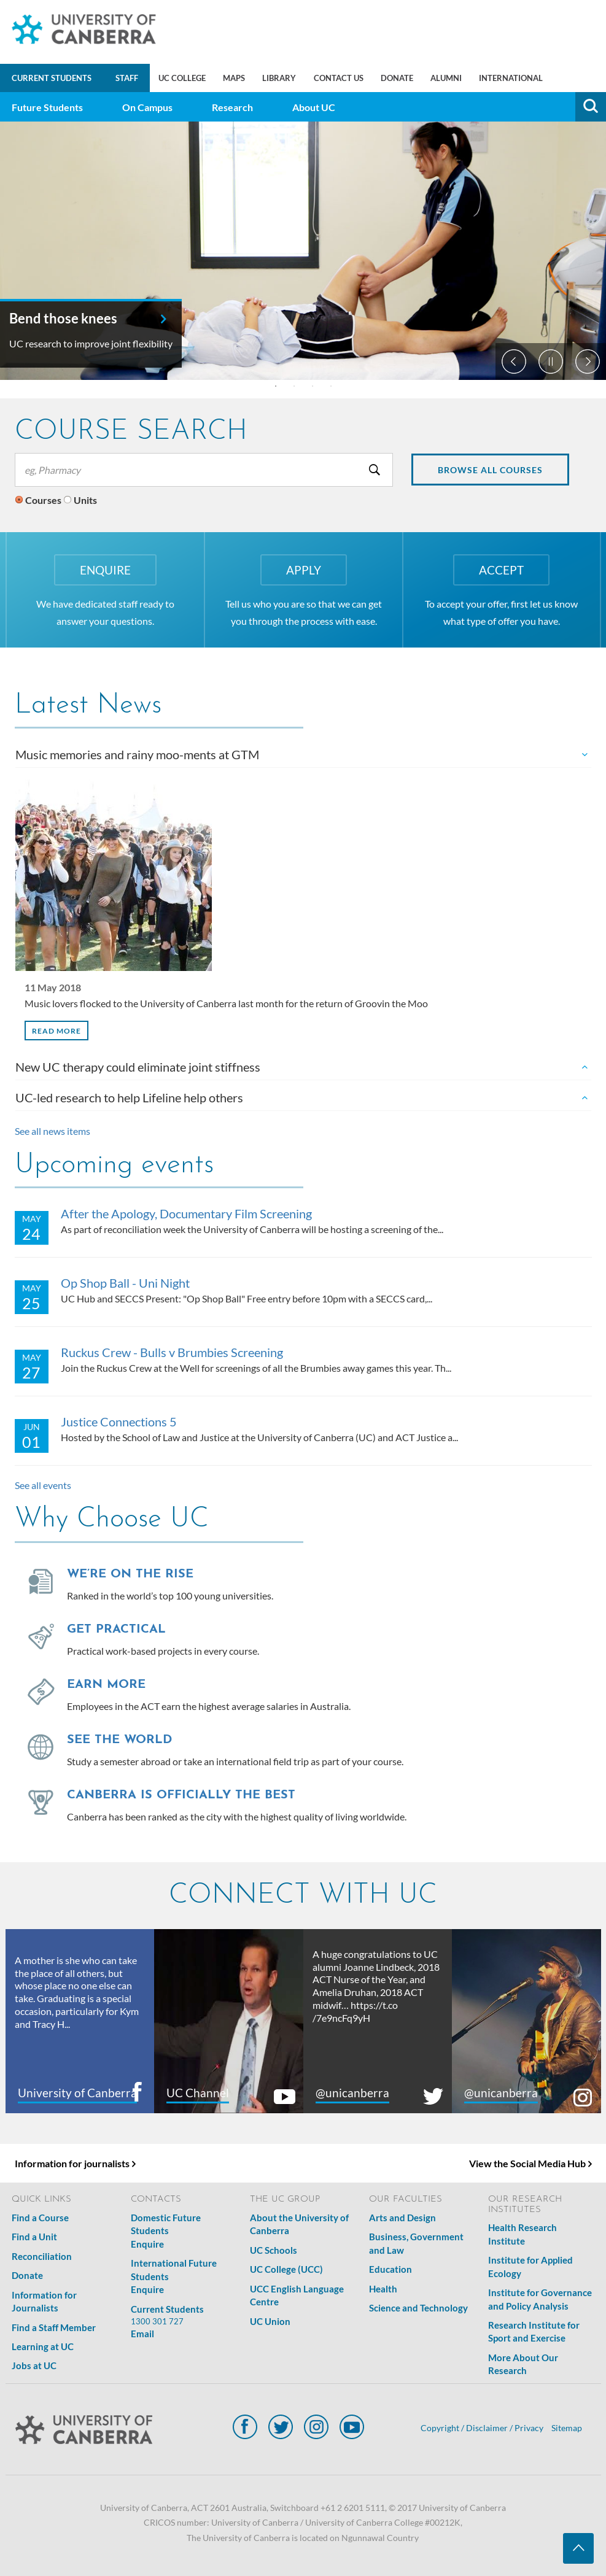 UNIVERSITY OF
CANBERRA
CURRENT STUDENTS STAFF UC COLLEGE MAPS LIBRARY CONTACT US DONATE ALUMNI INTERNATIONAL
Future Students On Campus Research About UC
Bend those knees
UC research to improve joint flexibility
COURSE SEARCH
eg, Pharmacy
BROWSE ALL COURSES
Courses Units
ENQUIRE
We have dedicated staff ready to
answer your questions.
APPLY
Tell us who you are so that we can get
you through the process with ease.
ACCEPT
To accept your offer, first let us know
what type of offer you have.
Latest News
Music memories and rainy moo-ments at GTM
11 May 2018
Music lovers flocked to the University of Canberra last month for the return of Groovin the Moo
READ MORE
New UC therapy could eliminate joint stiffness
UC-led research to help Lifeline help others
See all news items
Upcoming events
MAY
24
After the Apology, Documentary Film Screening
As part of reconciliation week the University of Canberra will be hosting a screening of the...
MAY
25
Op Shop Ball - Uni Night
UC Hub and SECCS Present: "Op Shop Ball" Free entry before 10pm with a SECCS card,...
MAY
27
Ruckus Crew - Bulls v Brumbies Screening
Join the Ruckus Crew at the Well for screenings of all the Brumbies away games this year. Th...
JUN
01
Justice Connections 5
Hosted by the School of Law and Justice at the University of Canberra (UC) and ACT Justice a...
See all events
Why Choose UC
WE'RE ON THE RISE
Ranked in the world's top 100 young universities.
GET PRACTICAL
Practical work-based projects in every course.
EARN MORE
Employees in the ACT earn the highest average salaries in Australia.
SEE THE WORLD
Study a semester abroad or take an international field trip as part of your course.
CANBERRA IS OFFICIALLY THE BEST
Canberra has been ranked as the city with the highest quality of living worldwide.
CONNECT WITH UC
A mother is she who can take
the place of all others, but
whose place no one else can
take. Graduating is a special
occasion, particularly for Kym
and Tracy H...
University of Canberra
UC Channel
A huge congratulations to UC
alumni Joanne Lindbeck, 2018
ACT Nurse of the Year, and
Amelia Druhan, 2018 ACT
midwif… https://t.co
/7e9ncFq9yH
@unicanberra
@unicanberra
Information for journalists
View the Social Media Hub
QUICK LINKS
Find a Course
Find a Unit
Reconciliation
Donate
Information for
Journalists
Find a Staff Member
Learning at UC
Jobs at UC
CONTACTS
Domestic Future
Students
Enquire
International Future
Students
Enquire
Current Students
1300 301 727
Email
THE UC GROUP
About the University of
Canberra
UC Schools
UC College (UCC)
UCC English Language
Centre
UC Union
OUR FACULTIES
Arts and Design
Business, Government
and Law
Education
Health
Science and Technology
OUR RESEARCH
INSTITUTES
Health Research
Institute
Institute for Applied
Ecology
Institute for Governance
and Policy Analysis
Research Institute for
Sport and Exercise
More About Our
Research
UNIVERSITY OF
CANBERRA
Copyright / Disclaimer / Privacy Sitemap
University of Canberra, ACT 2601 Australia, Switchboard +61 2 6201 5111, © 2017 University of Canberra
CRICOS number: University of Canberra / University of Canberra College #00212K,
The University of Canberra is located on Ngunnawal Country